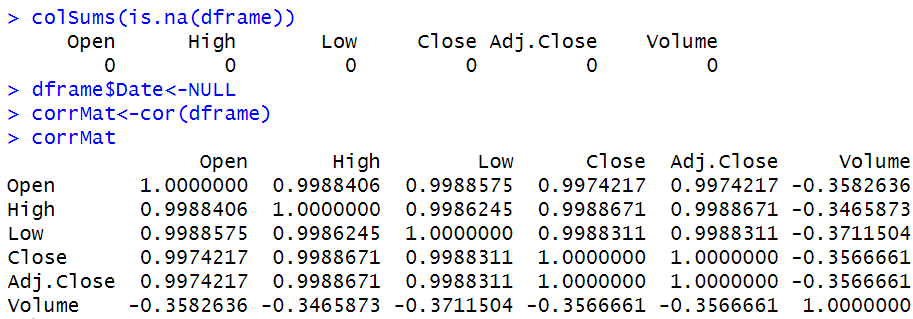 > colSums(is.na(dframe))
     Open      High       Low     Close Adj.Close    Volume
        0         0         0         0         0         0
> dframe$Date<-NULL
> corrMat<-cor(dframe)
> corrMat
                Open       High        Low      Close  Adj.Close     Volume
Open       1.0000000  0.9988406  0.9988575  0.9974217  0.9974217 -0.3582636
High       0.9988406  1.0000000  0.9986245  0.9988671  0.9988671 -0.3465873
Low        0.9988575  0.9986245  1.0000000  0.9988311  0.9988311 -0.3711504
Close      0.9974217  0.9988671  0.9988311  1.0000000  1.0000000 -0.3566661
Adj.Close  0.9974217  0.9988671  0.9988311  1.0000000  1.0000000 -0.3566661
Volume    -0.3582636 -0.3465873 -0.3711504 -0.3566661 -0.3566661  1.0000000